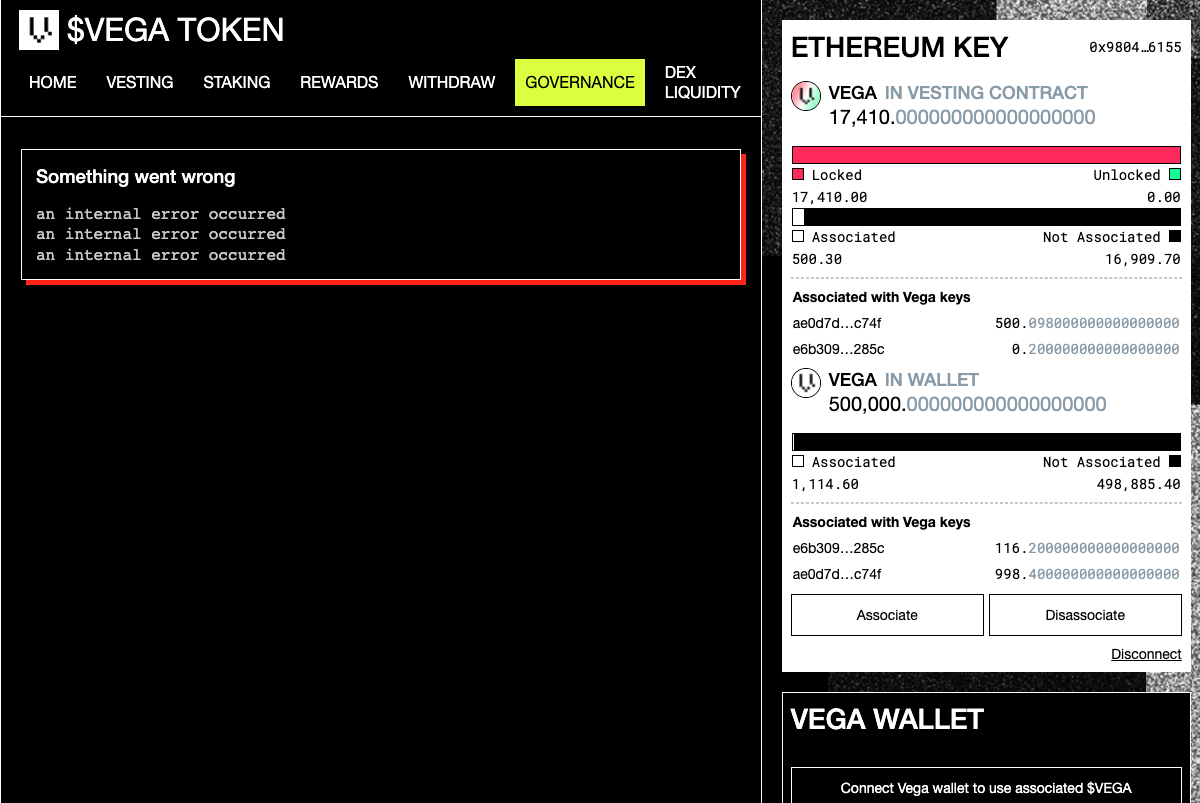 $VEGA TOKEN
HOME VESTING STAKING REWARDS WITHDRAW GOVERNANCE DEX LIQUIDITY
Something went wrong
an internal error occurred
an internal error occurred
an internal error occurred
ETHEREUM KEY 0x9804…6155
VEGA IN VESTING CONTRACT
17,410.000000000000000000
Locked Unlocked
17,410.00 0.00
Associated Not Associated
500.30 16,909.70
Associated with Vega keys
ae0d7d…c74f 500.098000000000000000
e6b309…285c 0.200000000000000000
VEGA IN WALLET
500,000.000000000000000000
Associated Not Associated
1,114.60 498,885.40
Associated with Vega keys
e6b309…285c 116.200000000000000000
ae0d7d…c74f 998.400000000000000000
Associate Disassociate
Disconnect
VEGA WALLET
Connect Vega wallet to use associated $VEGA